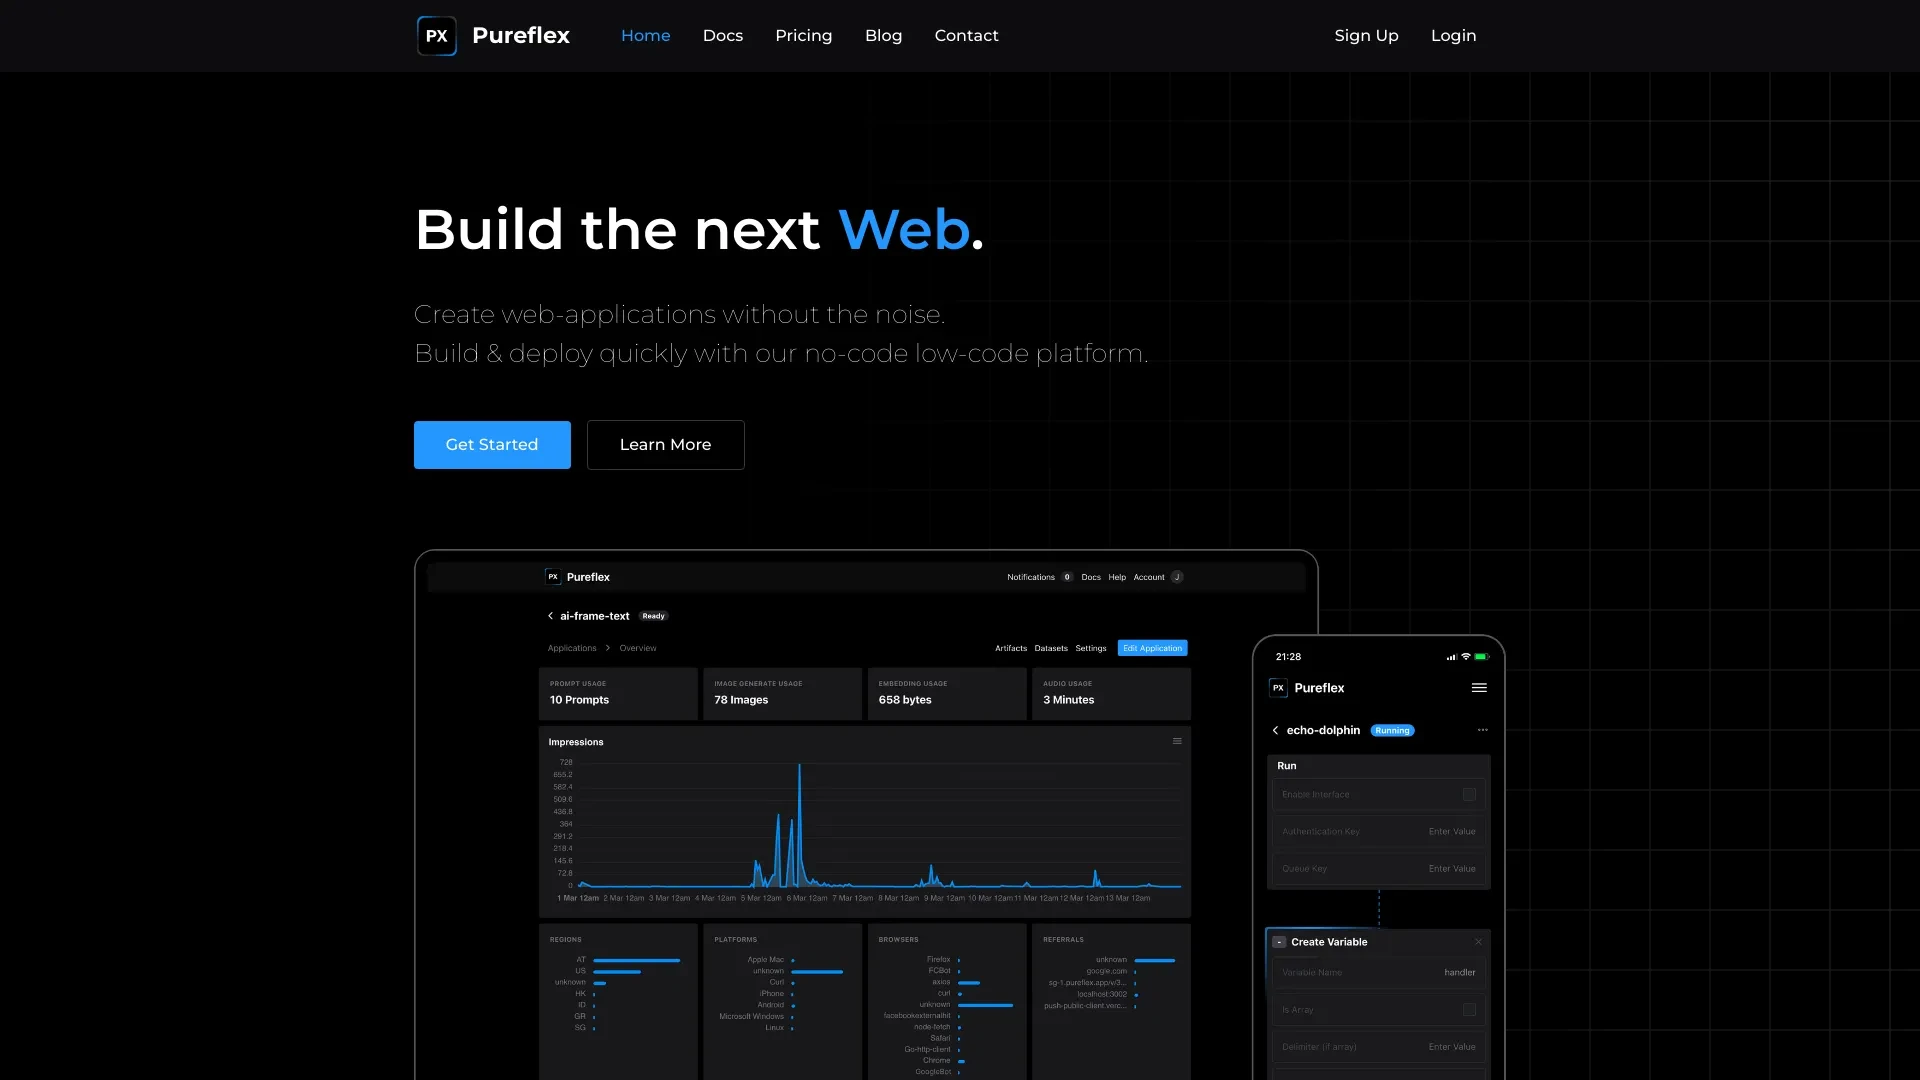 PX Pureflex Home Docs Pricing Blog Contact Sign Up Login
Build the next Web.
Create web-applications without the noise.
Build & deploy quickly with our no-code low-code platform.
Get Started Learn More
PX Pureflex Notifications 0 Docs Help Account J
ai-frame-text Ready
Applications Overview Artifacts Datasets Settings Edit Application
PROMPT USAGE
10 Prompts
IMAGE GENERATE USAGE
78 Images
EMBEDDING USAGE
658 bytes
AUDIO USAGE
3 Minutes
Impressions
728
655.2
582.4
509.6
436.8
364
291.2
218.4
145.6
72.8
0
1 Mar 12am 2 Mar 12am 3 Mar 12am 4 Mar 12am 5 Mar 12am 6 Mar 12am 7 Mar 12am 8 Mar 12am 9 Mar 12am 10 Mar 12am 11 Mar 12am 12 Mar 12am 13 Mar 12am
REGIONS
AT
US
unknown
HK
ID
GR
SG
PLATFORMS
Apple Mac
unknown
Curl
iPhone
Android
Microsoft Windows
Linux
BROWSERS
Firefox
FCBot
axios
curl
unknown
facebookexternalhit
node-fetch
Safari
Go-http-client
Chrome
GoogleBot
REFERRALS
unknown
google.com
sg-1.pureflex.app/v/3...
localhost:3002
push-public-client.verc...
21:28
PX Pureflex
echo-dolphin Running
Run
Enable Interface
Authentication Key Enter Value
Queue Key Enter Value
- Create Variable
Variable Name handler
Is Array
Delimiter (if array) Enter Value